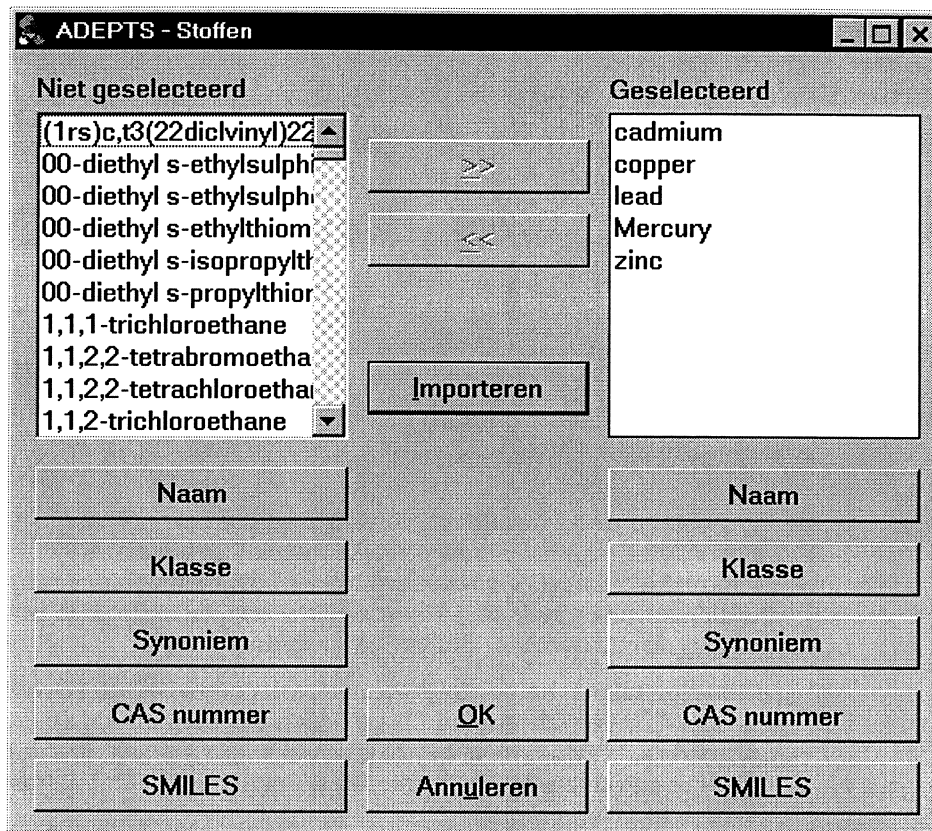 ADEPTS - Stoffen
Niet geselecteerd
(1rs)c,t3(22diclvinyl)22
00-diethyl s-ethylsulphi
00-diethyl s-ethylsulph
00-diethyl s-ethylthiom
00-diethyl s-isopropylth
00-diethyl s-propylthior
1,1,1-trichloroethane
1,1,2,2-tetrabromoetha
1,1,2,2-tetrachloroetha
1,1,2-trichloroethane
Naam
Klasse
Synoniem
CAS nummer
SMILES
>>
<<
Importeren
OK
Annuleren
Geselecteerd
cadmium
copper
lead
Mercury
zinc
Naam
Klasse
Synoniem
CAS nummer
SMILES